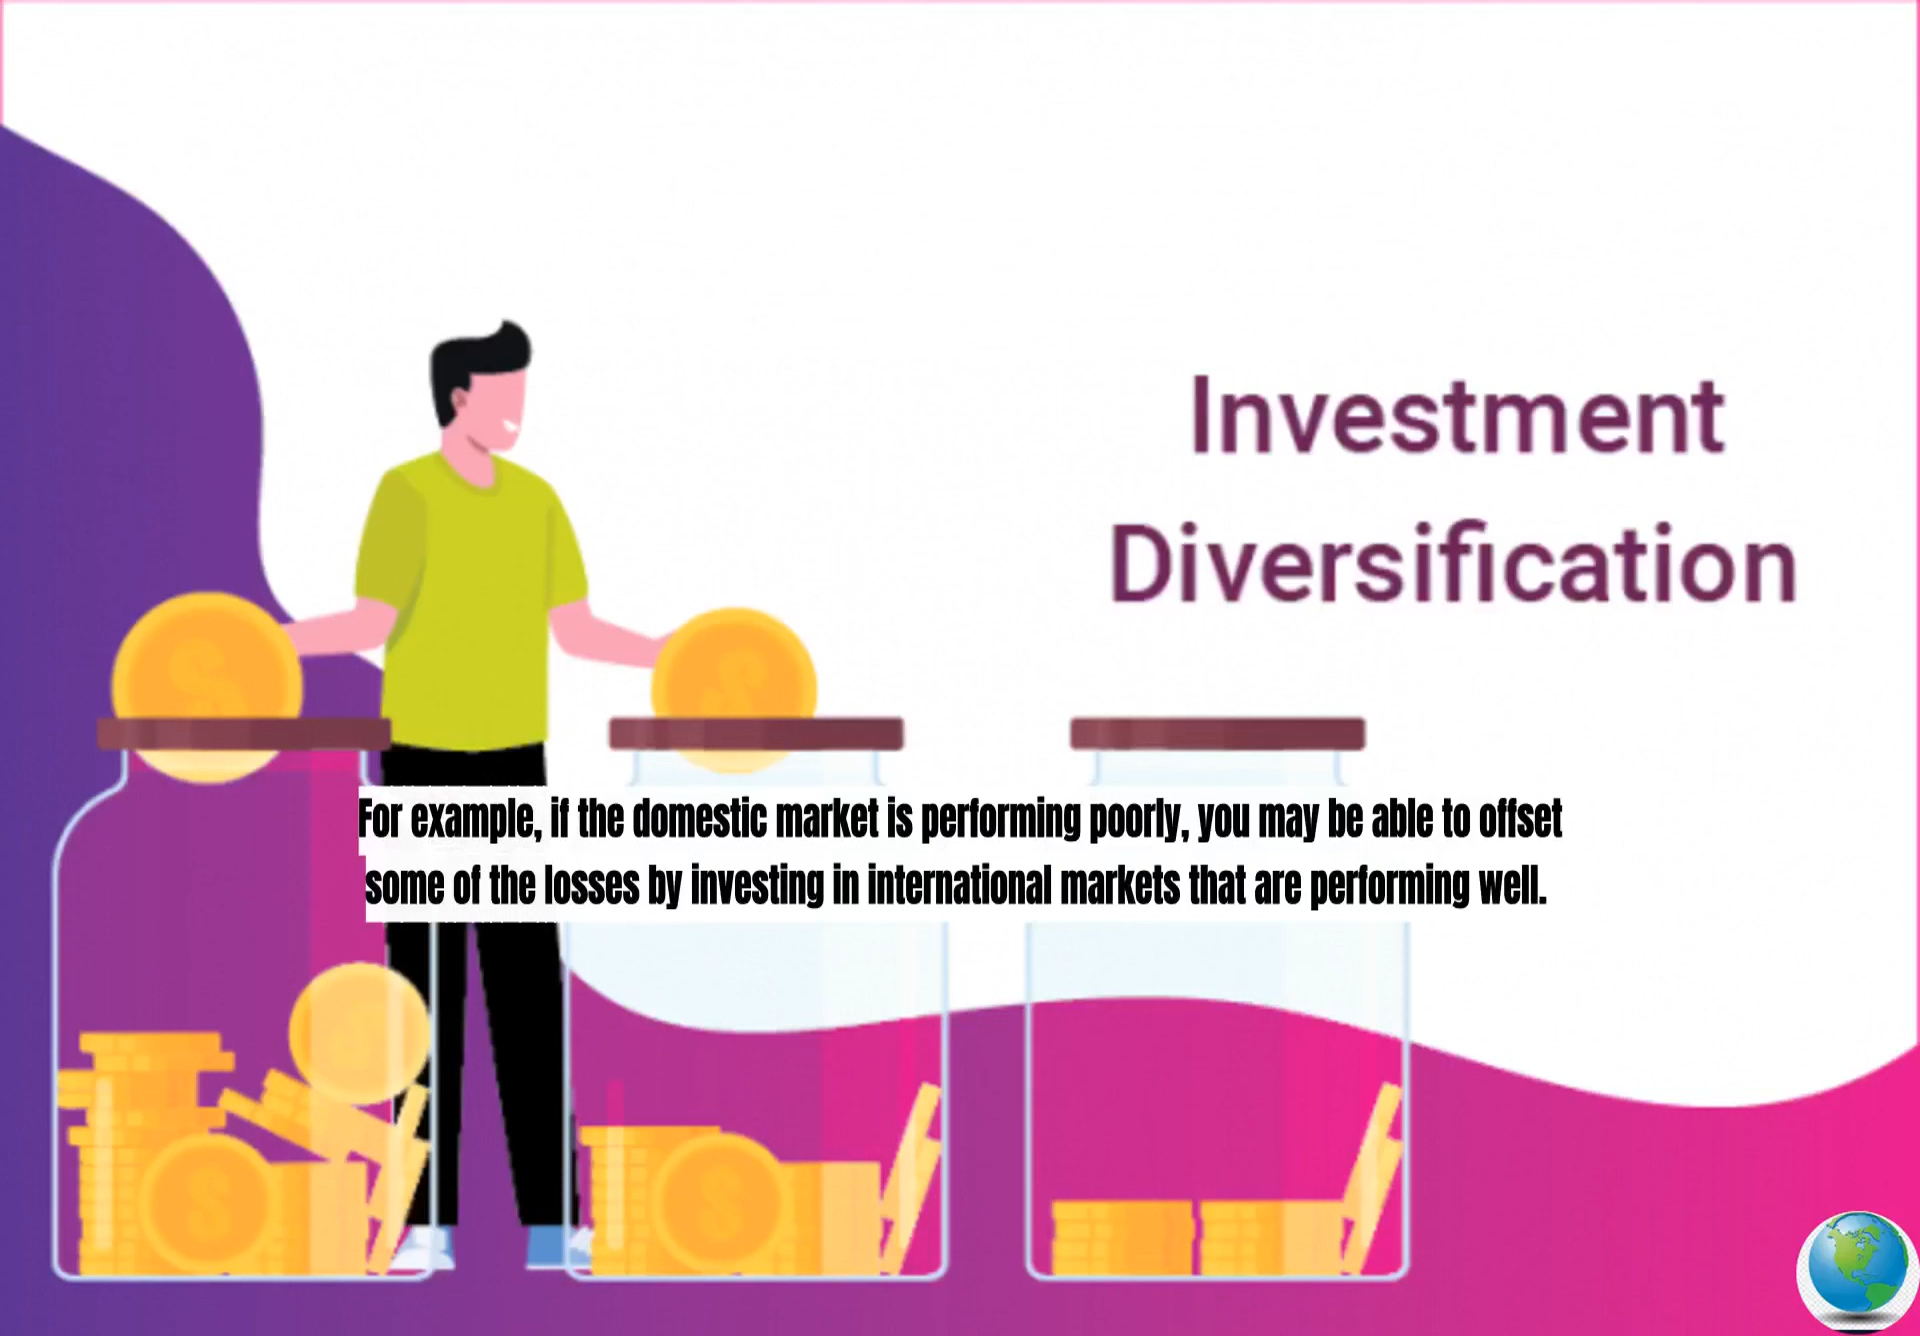 Investment
Diversification
For example, if the domestic market is performing poorly, you may be able to offset
some of the losses by investing in international markets that are performing well.